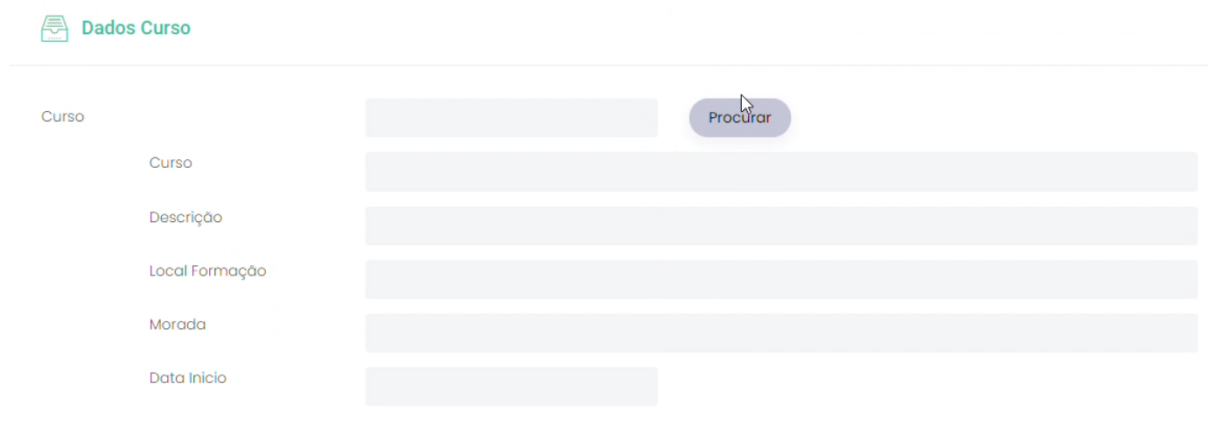 Dados Curso
Curso
Procurar
Curso
Descrição
Local Formação
Morada
Data Inicio